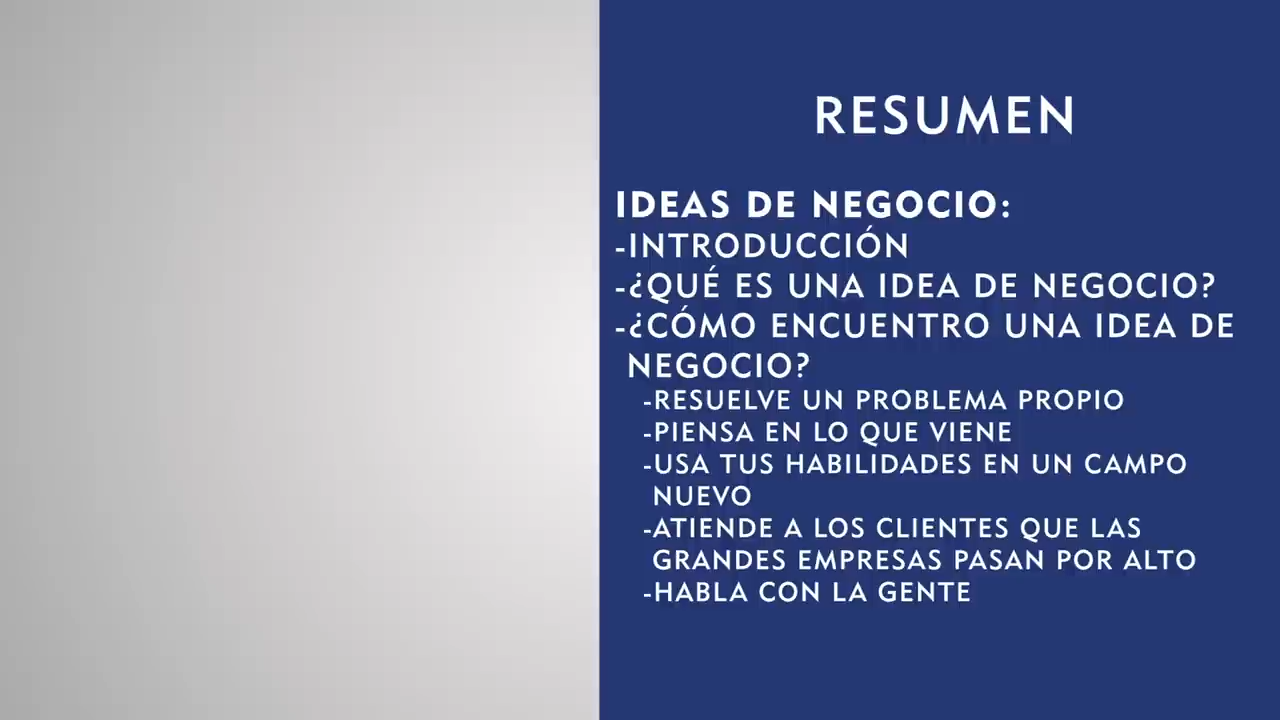 RESUMEN
IDEAS DE NEGOCIO:
-INTRODUCCIÓN
-¿QUÉ ES UNA IDEA DE NEGOCIO?
-¿CÓMO ENCUENTRO UNA IDEA DE
NEGOCIO?
-RESUELVE UN PROBLEMA PROPIO
-PIENSA EN LO QUE VIENE
-USA TUS HABILIDADES EN UN CAMPO
NUEVO
-ATIENDE A LOS CLIENTES QUE LAS
GRANDES EMPRESAS PASAN POR ALTO
-HABLA CON LA GENTE